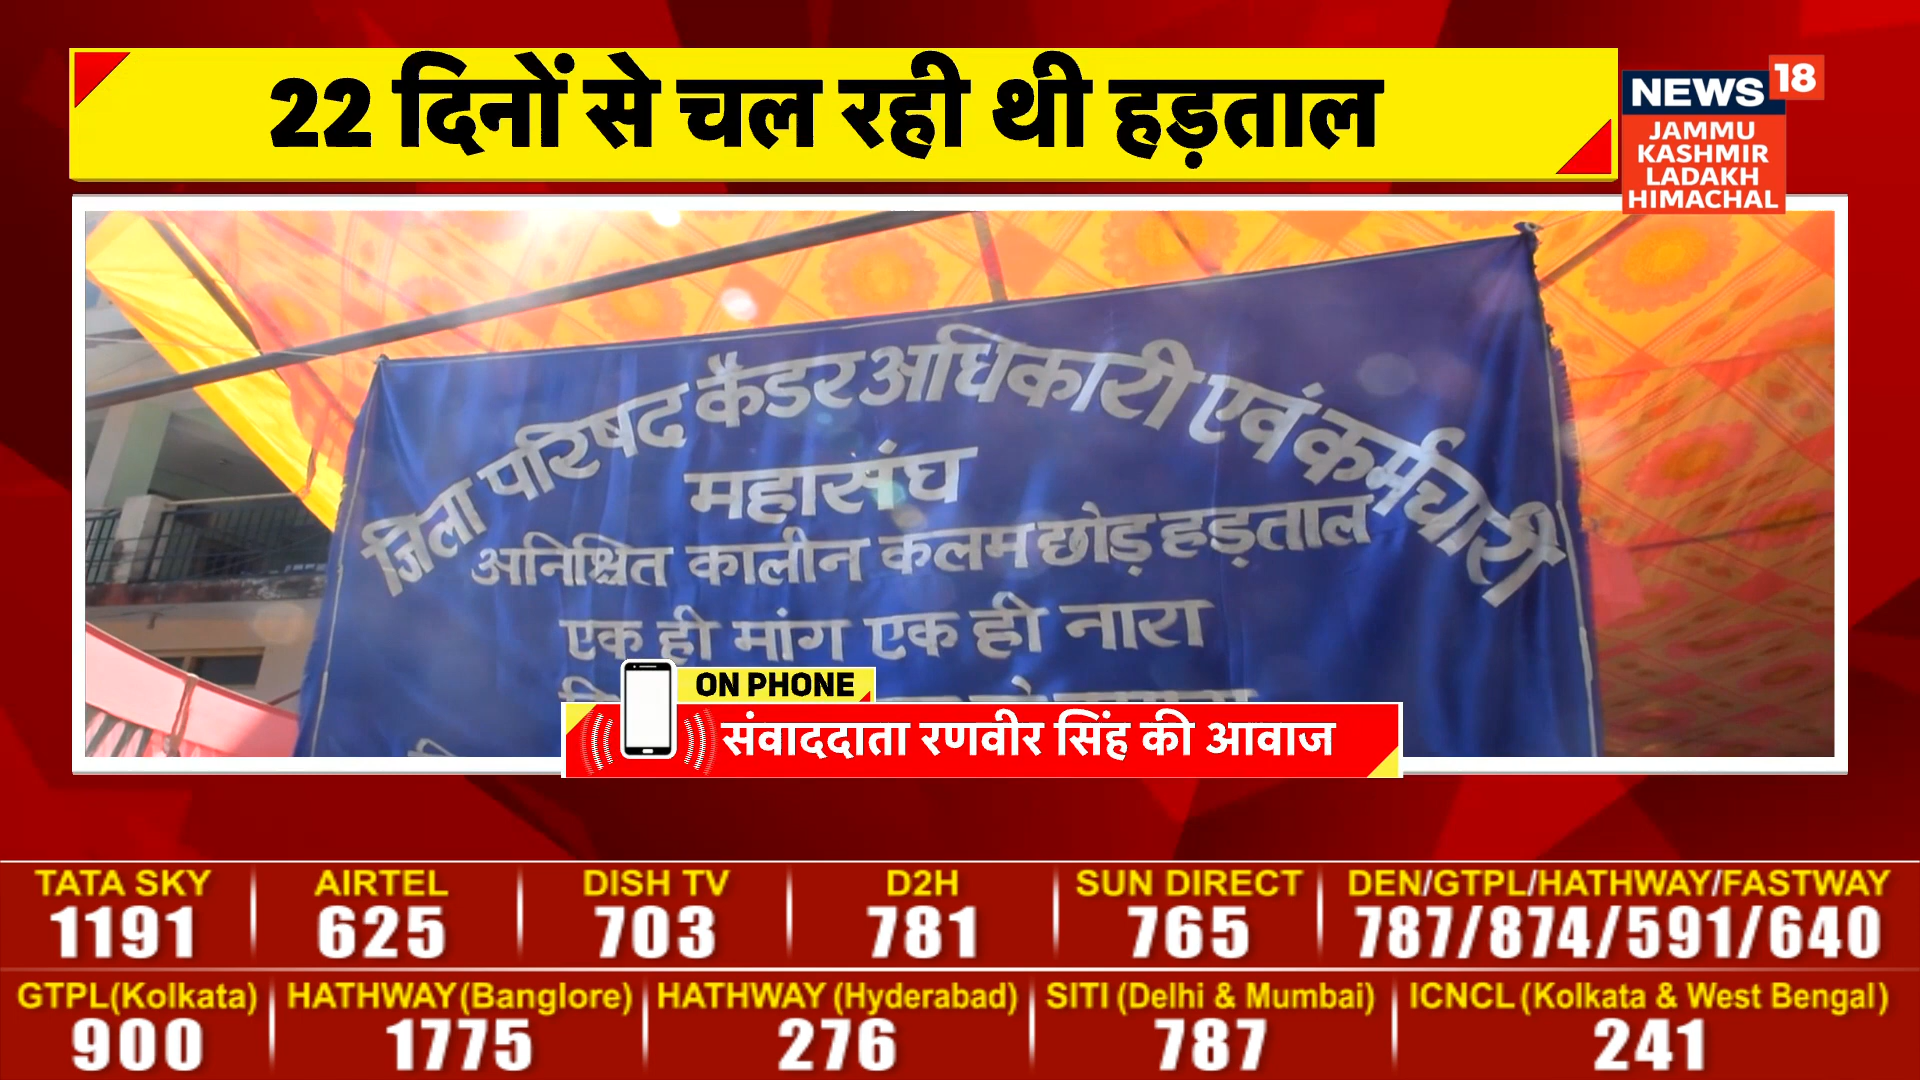 22 दिनों से चल रही थी हड़ताल
NEWS 18
JAMMU
KASHMIR
LADAKH
HIMACHAL
जिला परिषद कैडर अधिकारी एवं कर्मचारी
महासंघ
अनिश्चित कालीन कलम छोड़ हड़ताल
एक ही मांग एक ही नारा
ON PHONE
संवाददाता रणवीर सिंह की आवाज
TATA SKY AIRTEL DISH TV D2H SUN DIRECT DEN/GTPL/HATHWAY/FASTWAY
1191 625 703 781 765 787/874/591/640
GTPL(Kolkata) HATHWAY(Banglore) HATHWAY (Hyderabad) SITI (Delhi & Mumbai) ICNCL (Kolkata & West Bengal)
900 1775 276 787 241